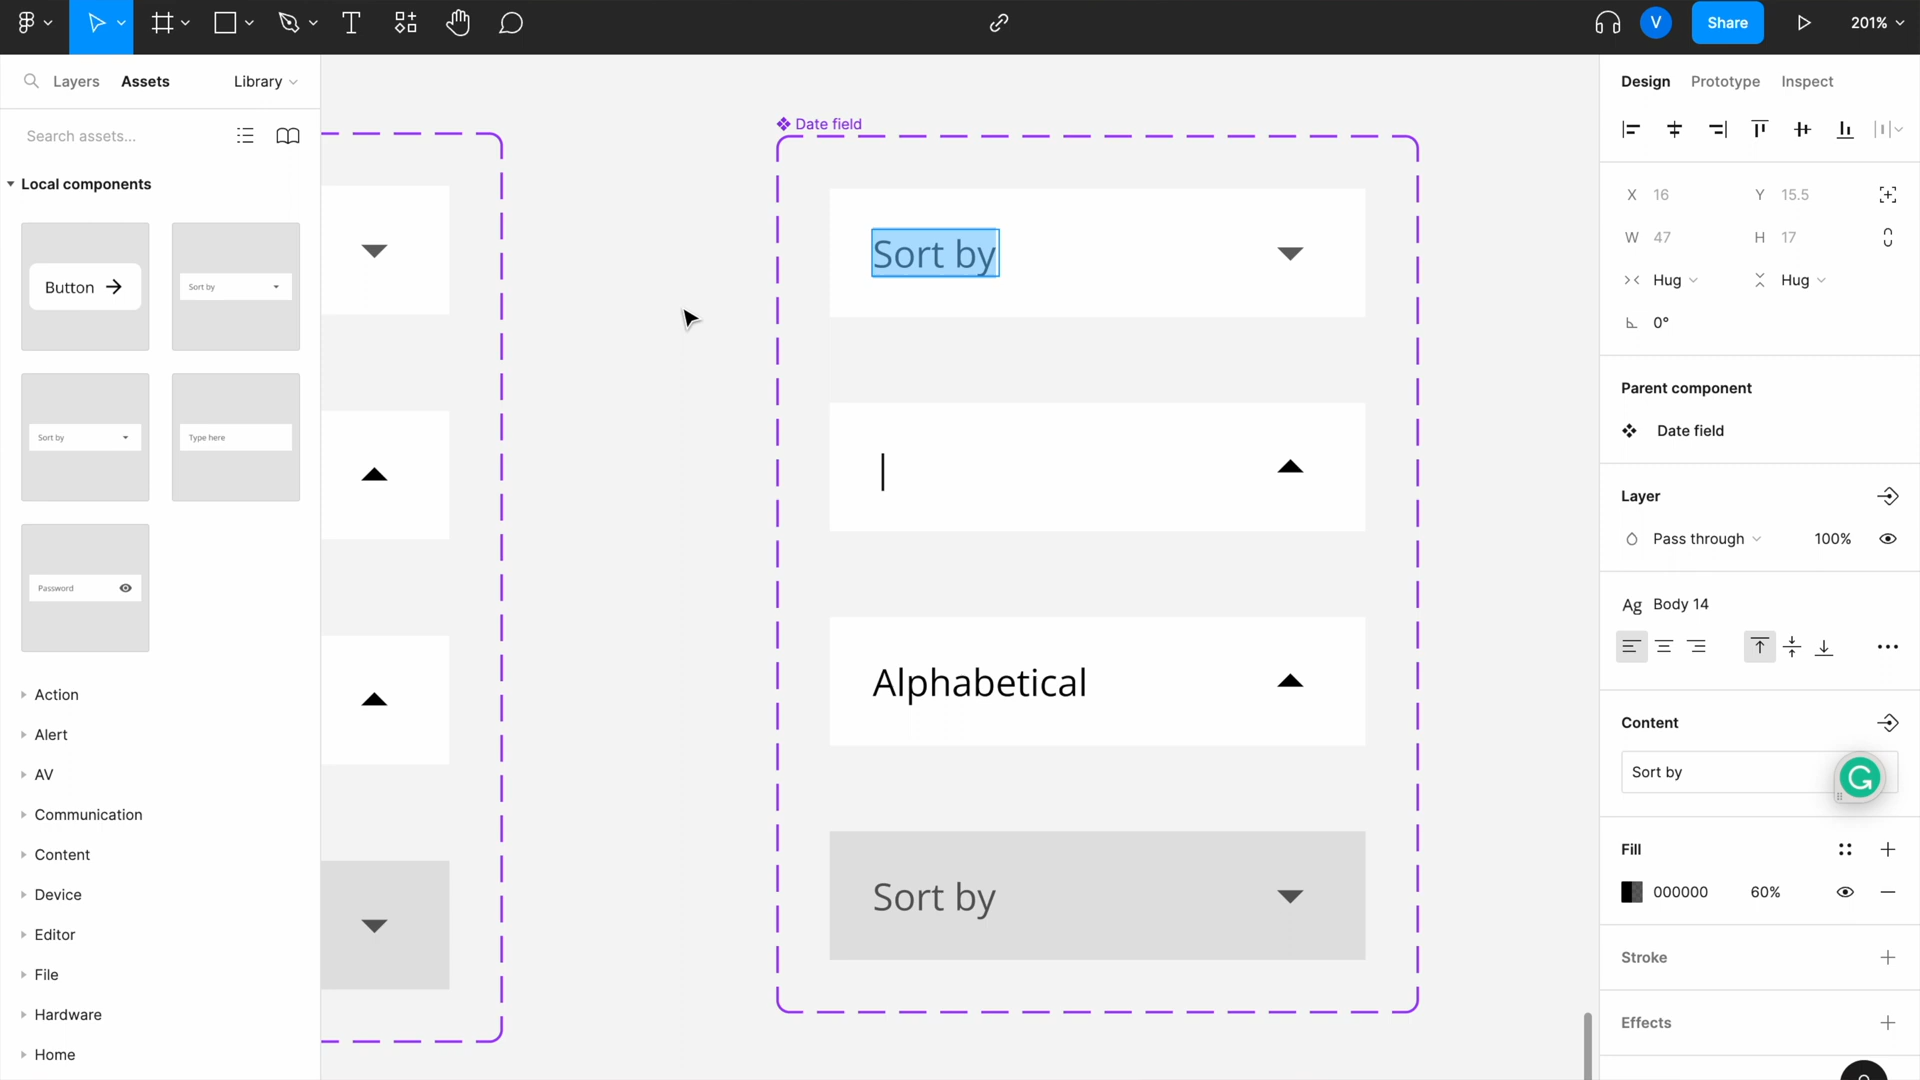 V
Share
201%
Layers
Assets
Library
Search assets...
Local components
Button
Sort by
Sort by
Type here
Password
Action
Alert
AV
Communication
Content
Device
Editor
File
Hardware
Home
Date field
Sort by
Alphabetical
Sort by
Design
Prototype
Inspect
X 16
Y 15.5
W 47
H 17
Hug
Hug
0°
Parent component
Date field
Layer
Pass through
100%
Ag Body 14
Content
Sort by
Fill
000000
60%
Stroke
Effects